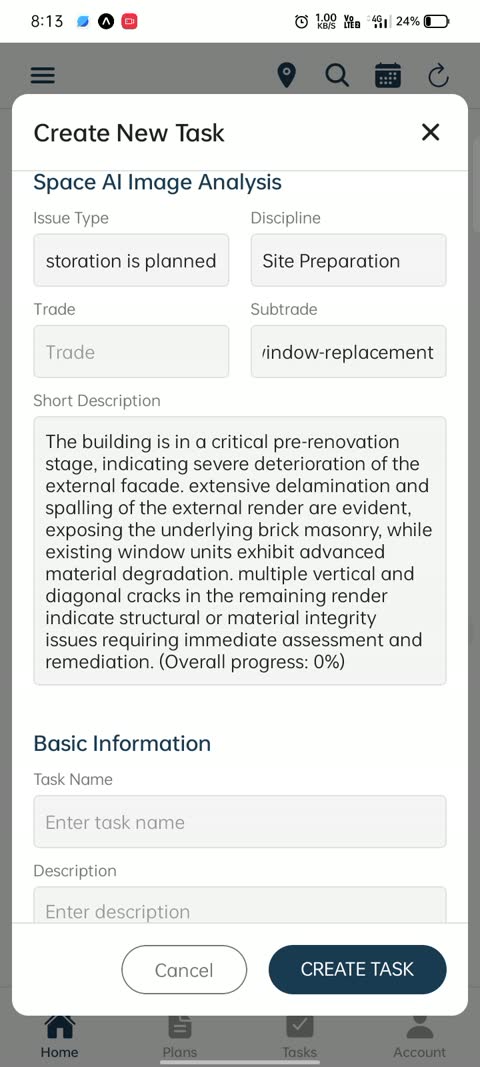 8:13 1.00 KB/S Vo LTE2 4G 24%
Create New Task
Space AI Image Analysis
Issue Type Discipline
storation is planned Site Preparation
Trade Subtrade
Trade window-replacement
Short Description
The building is in a critical pre-renovation
stage, indicating severe deterioration of the
external facade. extensive delamination and
spalling of the external render are evident,
exposing the underlying brick masonry, while
existing window units exhibit advanced
material degradation. multiple vertical and
diagonal cracks in the remaining render
indicate structural or material integrity
issues requiring immediate assessment and
remediation. (Overall progress: 0%)
Basic Information
Task Name
Enter task name
Description
Enter description
Cancel CREATE TASK
Home Plans Tasks Account